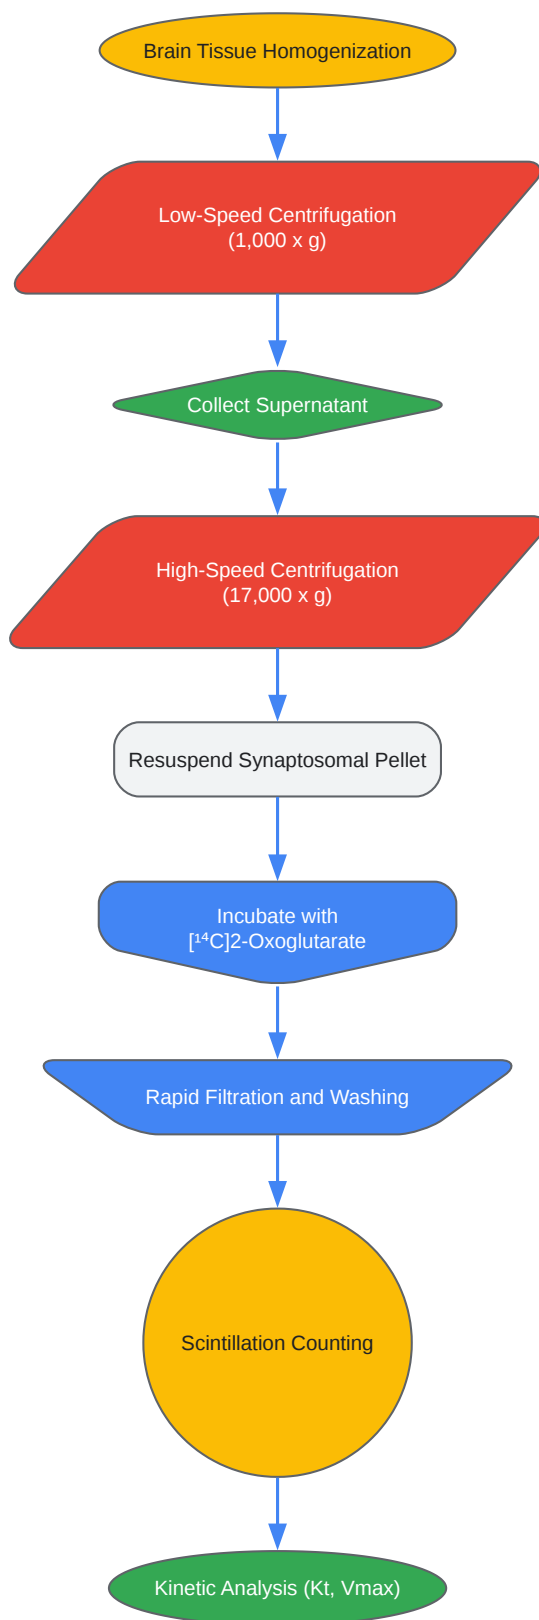 Brain Tissue Homogenization
Low-Speed Centrifugation
(1,000 x g)
Collect Supernatant
High-Speed Centrifugation
(17,000 x g)
Resuspend Synaptosomal Pellet
Incubate with
[¹⁴C]2-Oxoglutarate
Rapid Filtration and Washing
Scintillation Counting
Kinetic Analysis (Kt, Vmax)